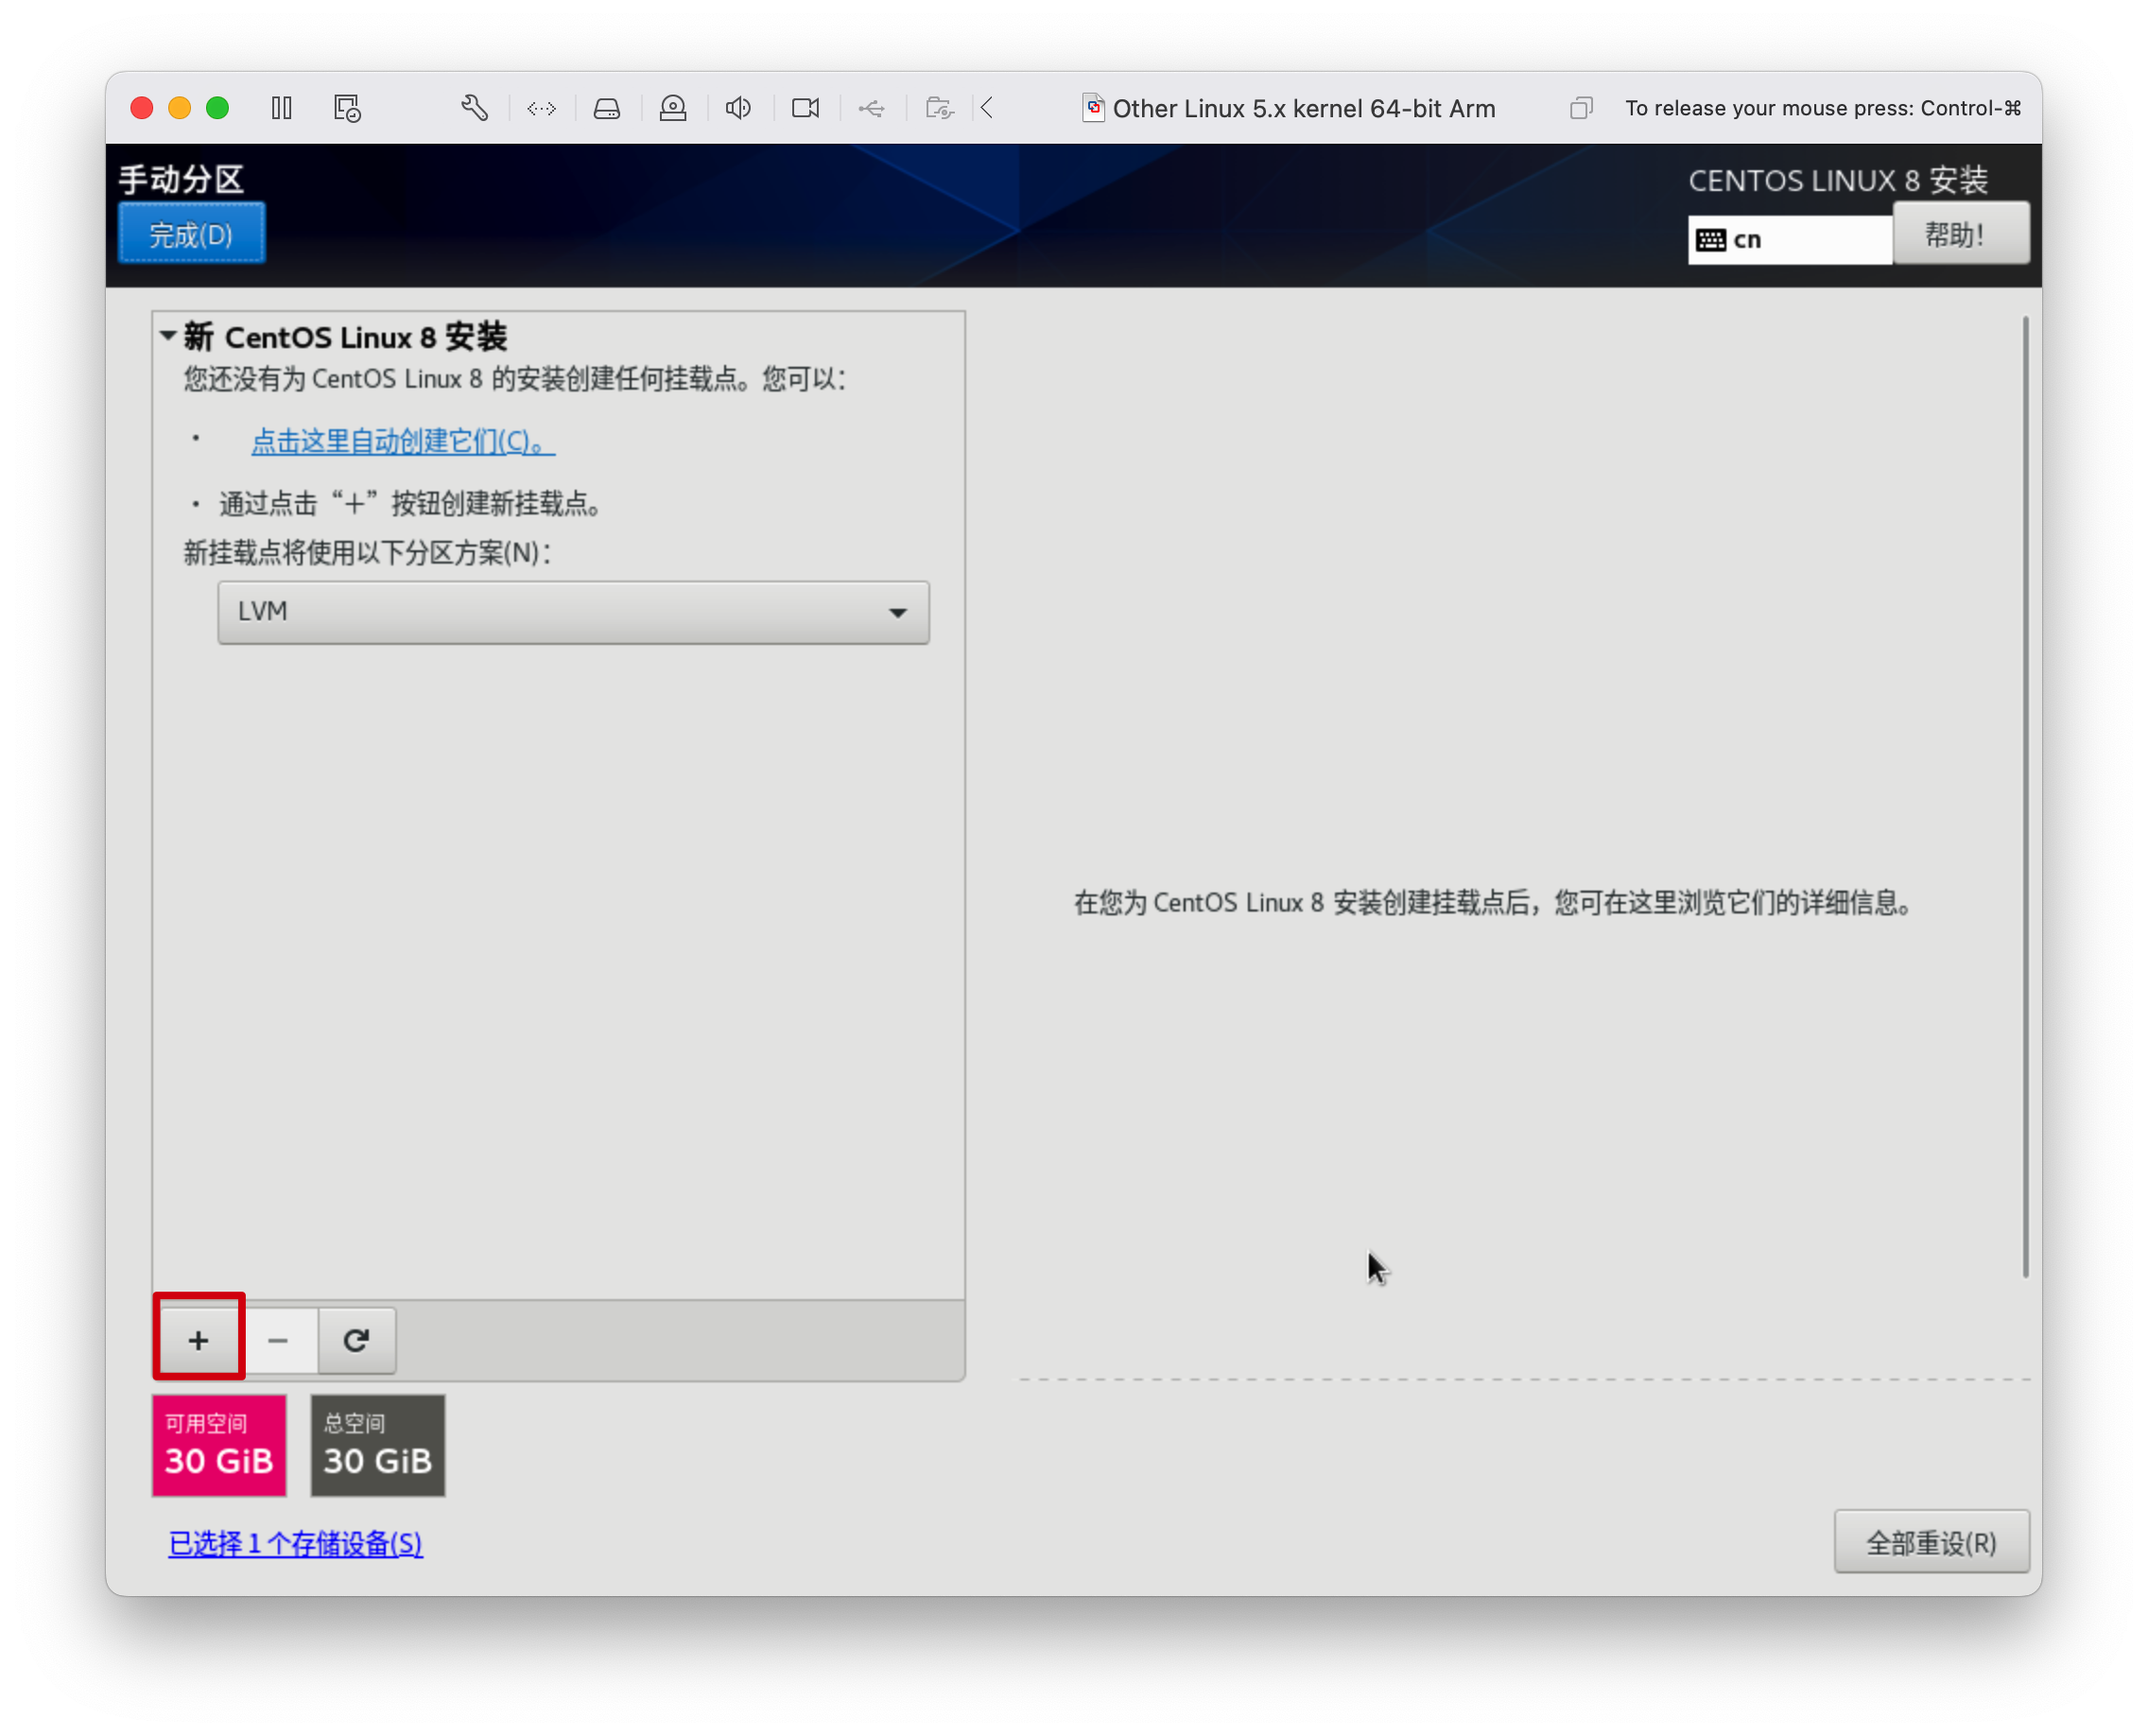 Other Linux 5.x kernel 64-bit Arm
To release your mouse press: Control-⌘
手动分区
CENTOS LINUX 8 安装
完成(D)
cn
帮助！
新 CentOS Linux 8 安装
您还没有为 CentOS Linux 8 的安装创建任何挂载点。您可以：
• 点击这里自动创建它们(C)。
• 通过点击“+”按钮创建新挂载点。
新挂载点将使用以下分区方案(N)：
LVM
在您为 CentOS Linux 8 安装创建挂载点后，您可在这里浏览它们的详细信息。
+ −
可用空间
30 GiB
总空间
30 GiB
已选择 1 个存储设备(S)
全部重设(R)